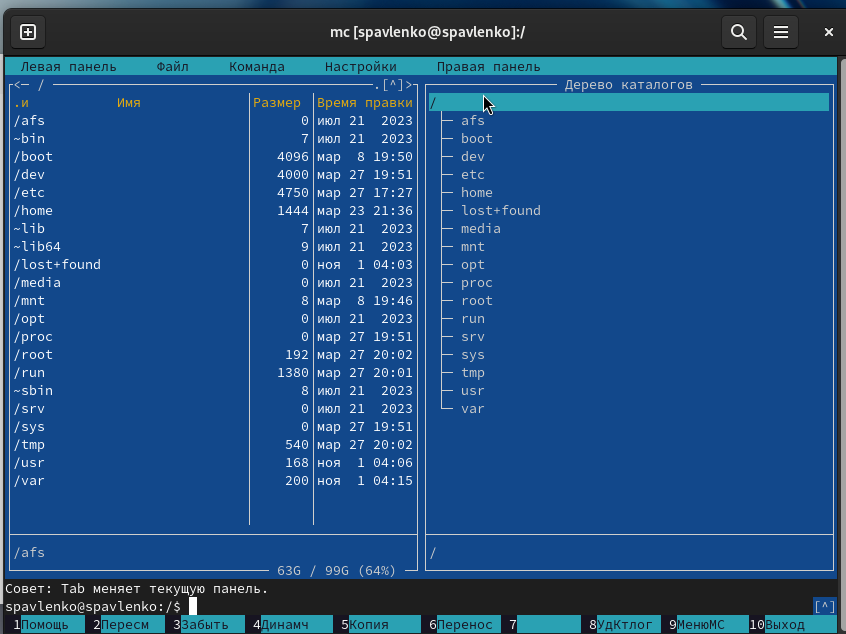 mc [spavlenko@spavlenko]:/
Левая панель Файл Команда Настройки Правая панель
<─ / .[^]>
.и Имя Размер Время правки
/afs 0 июл 21 2023
~bin 7 июл 21 2023
/boot 4096 мар 8 19:50
/dev 4000 мар 27 19:51
/etc 4750 мар 27 17:27
/home 1444 мар 23 21:36
~lib 7 июл 21 2023
~lib64 9 июл 21 2023
/lost+found 0 ноя 1 04:03
/media 0 июл 21 2023
/mnt 8 мар 8 19:46
/opt 0 июл 21 2023
/proc 0 мар 27 19:51
/root 192 мар 27 20:02
/run 1380 мар 27 20:01
~sbin 8 июл 21 2023
/srv 0 июл 21 2023
/sys 0 мар 27 19:51
/tmp 540 мар 27 20:02
/usr 168 ноя 1 04:06
/var 200 ноя 1 04:15
/afs
63G / 99G (64%)
Дерево каталогов
/
afs
boot
dev
etc
home
lost+found
media
mnt
opt
proc
root
run
srv
sys
tmp
usr
var
/
Совет: Tab меняет текущую панель.
spavlenko@spavlenko:/$ [^]
1Помощь 2Пересм 3Забыть 4Динамч 5Копия 6Перенос 7 8УдКтлог 9МенюМС 10Выход